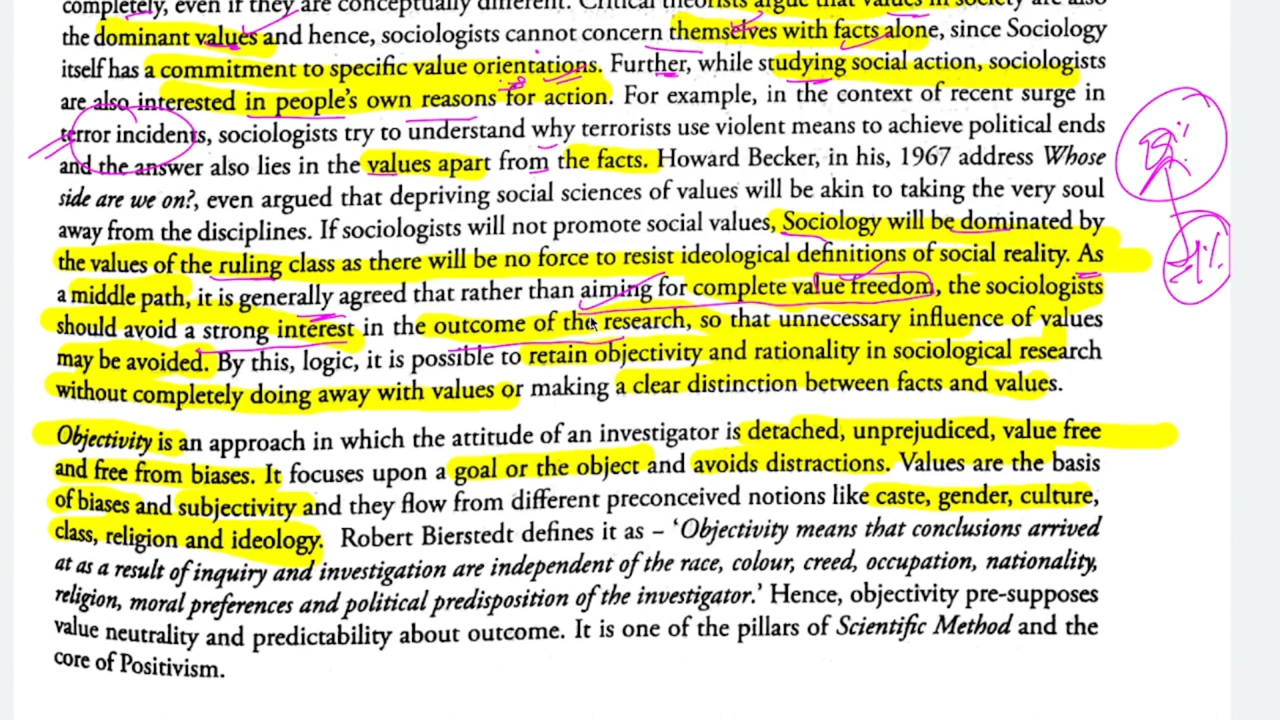 completely, even if they are conceptually different. Critical theorists argue that values in society are also
the dominant values and hence, sociologists cannot concern themselves with facts alone, since Sociology
itself has a commitment to specific value orientations. Further, while studying social action, sociologists
are also interested in people's own reasons for action. For example, in the context of recent surge in
terror incidents, sociologists try to understand why terrorists use violent means to achieve political ends
and the answer also lies in the values apart from the facts. Howard Becker, in his, 1967 address Whose
side are we on?, even argued that depriving social sciences of values will be akin to taking the very soul
away from the disciplines. If sociologists will not promote social values, Sociology will be dominated by
the values of the ruling class as there will be no force to resist ideological definitions of social reality. As
a middle path, it is generally agreed that rather than aiming for complete value freedom, the sociologists
should avoid a strong interest in the outcome of the research, so that unnecessary influence of values
may be avoided. By this, logic, it is possible to retain objectivity and rationality in sociological research
without completely doing away with values or making a clear distinction between facts and values.
Objectivity is an approach in which the attitude of an investigator is detached, unprejudiced, value free
and free from biases. It focuses upon a goal or the object and avoids distractions. Values are the basis
of biases and subjectivity and they flow from different preconceived notions like caste, gender, culture,
class, religion and ideology. Robert Bierstedt defines it as – ‘Objectivity means that conclusions arrived
at as a result of inquiry and investigation are independent of the race, colour, creed, occupation, nationality,
religion, moral preferences and political predisposition of the investigator.’ Hence, objectivity pre-supposes
value neutrality and predictability about outcome. It is one of the pillars of Scientific Method and the
core of Positivism.